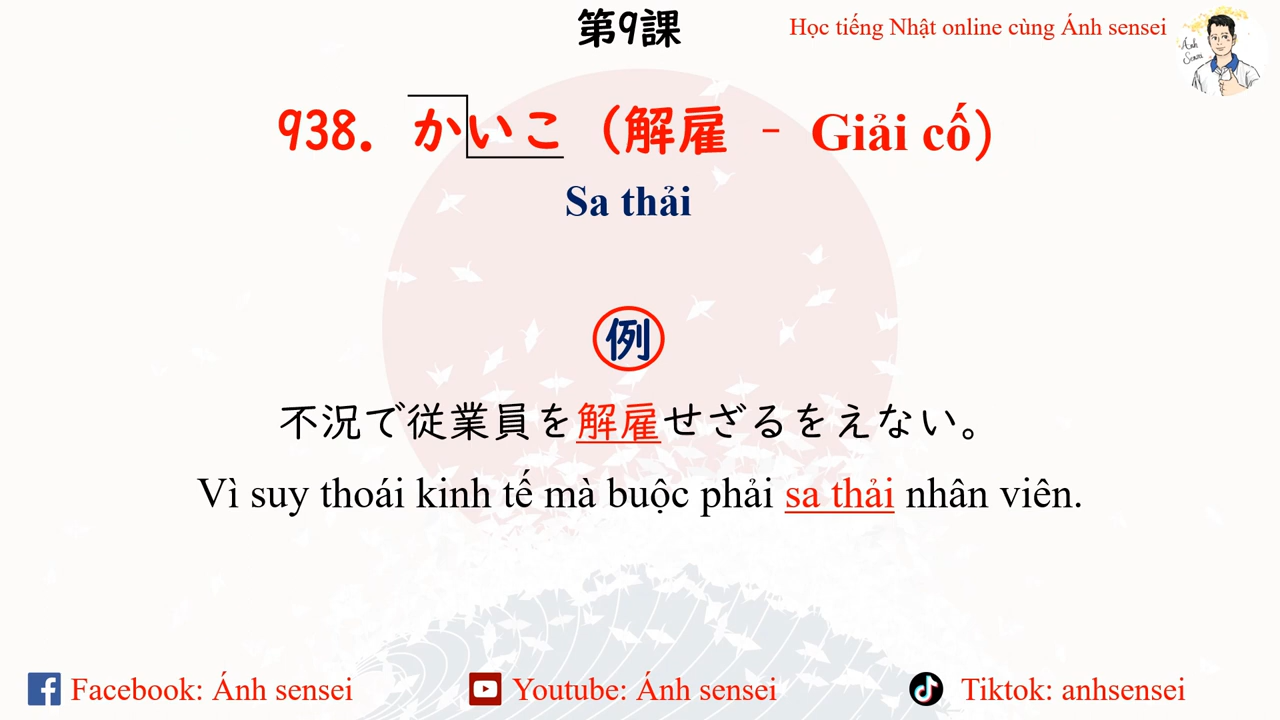 第9課
Học tiếng Nhật online cùng Ánh sensei
Ánh
Sensei
938. かいこ (解雇 - Giải cố)
Sa thải
例
不況で従業員を解雇せざるをえない。
Vì suy thoái kinh tế mà buộc phải sa thải nhân viên.
Facebook: Ánh sensei
Youtube: Ánh sensei
Tiktok: anhsensei